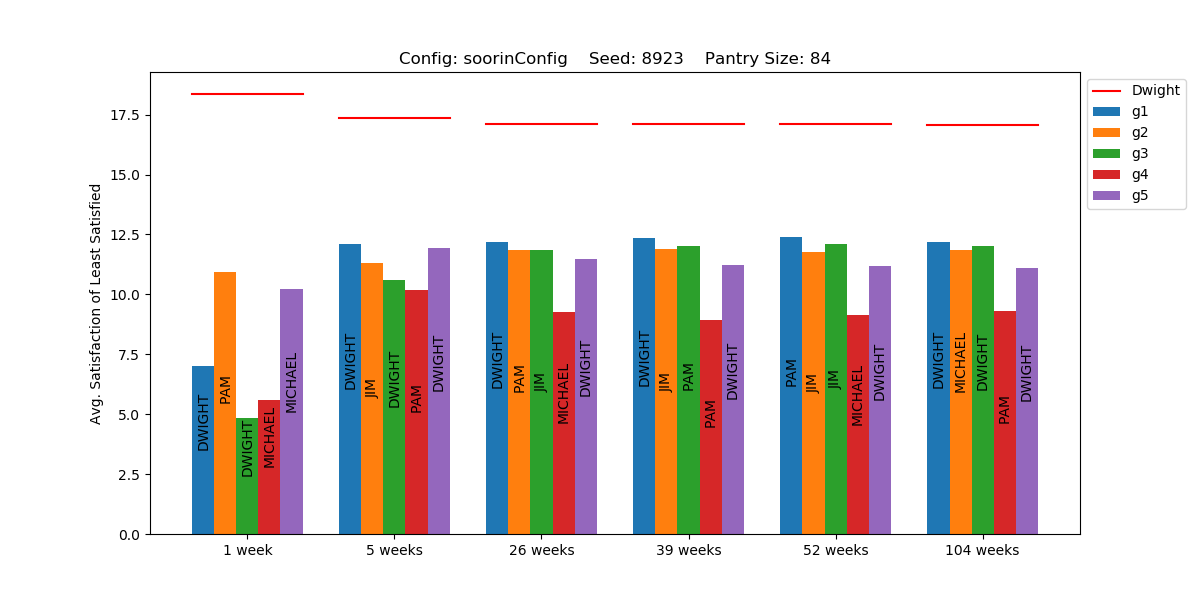 Config: soorinConfig    Seed: 8923    Pantry Size: 84
Avg. Satisfaction of Least Satisfied
17.5
15.0
12.5
10.0
7.5
5.0
2.5
0.0
DWIGHT
PAM
DWIGHT
MICHAEL
MICHAEL
DWIGHT
JIM
DWIGHT
PAM
DWIGHT
DWIGHT
PAM
JIM
MICHAEL
DWIGHT
DWIGHT
JIM
PAM
PAM
DWIGHT
PAM
JIM
JIM
MICHAEL
DWIGHT
DWIGHT
MICHAEL
DWIGHT
PAM
DWIGHT
1 week
5 weeks
26 weeks
39 weeks
52 weeks
104 weeks
Dwight
g1
g2
g3
g4
g5